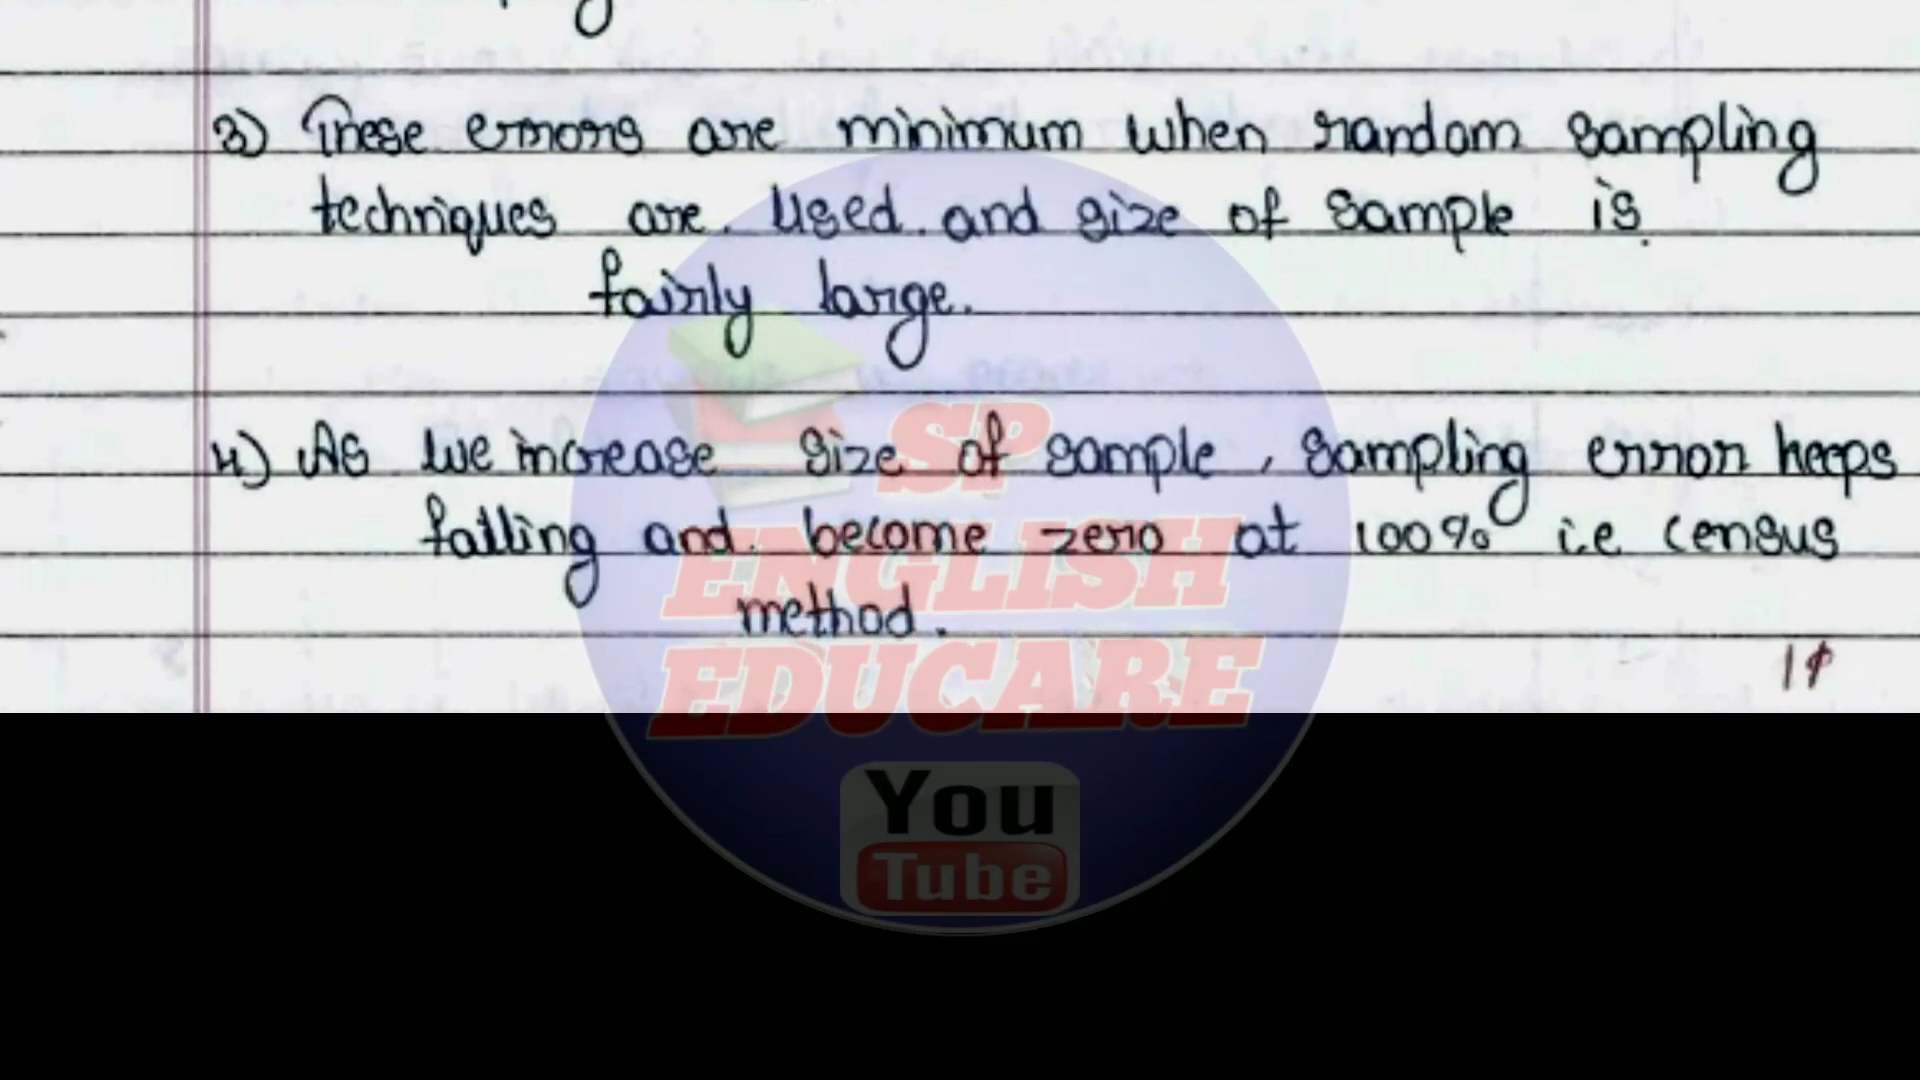 3) These errors are minimum when random sampling
techniques are used and size of sample is
fairly large.
4) As we increase size of sample, sampling error keeps
falling and become zero at 100% i.e census
method.
SP
ENGLISH
EDUCARE
You
Tube